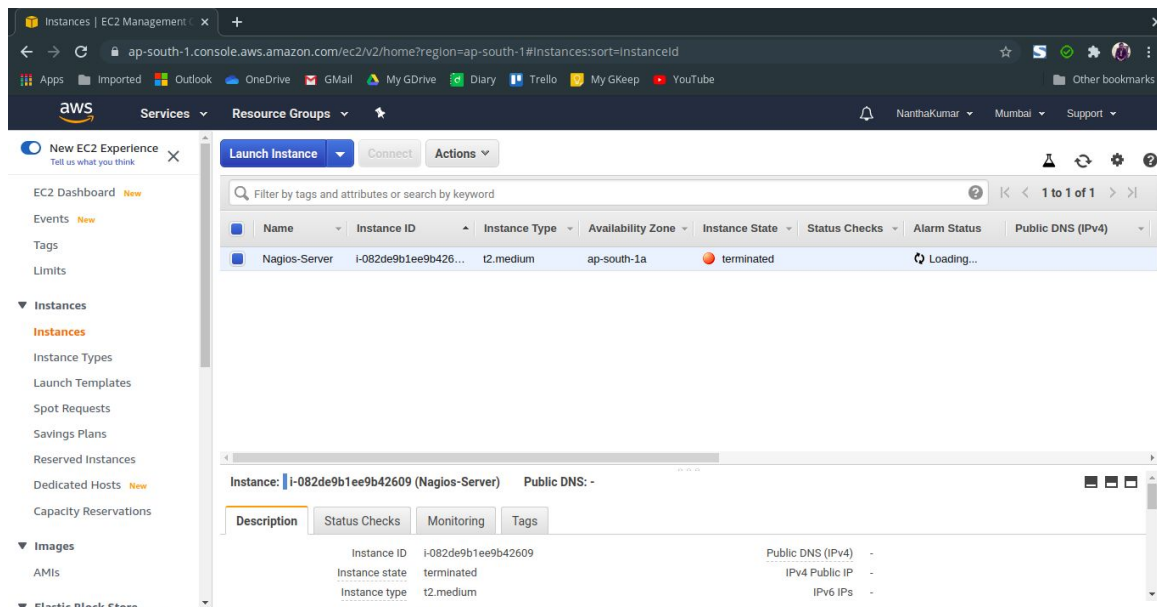 Instances | EC2 Management C
ap-south-1.console.aws.amazon.com/ec2/v2/home?region=ap-south-1#Instances:sort=instanceId
Apps Imported Outlook OneDrive GMail My GDrive Diary Trello My GKeep YouTube Other bookmarks
aws Services Resource Groups NanthaKumar Mumbai Support
New EC2 Experience
Tell us what you think
Launch Instance Connect Actions
EC2 Dashboard New
Events New
Tags
Limits
Instances
Instances
Instance Types
Launch Templates
Spot Requests
Savings Plans
Reserved Instances
Dedicated Hosts New
Capacity Reservations
Images
AMIs
Elastic Block Store
Filter by tags and attributes or search by keyword 1 to 1 of 1
Name Instance ID Instance Type Availability Zone Instance State Status Checks Alarm Status Public DNS (IPv4)
Nagios-Server i-082de9b1ee9b426... t2.medium ap-south-1a terminated Loading...
Instance: i-082de9b1ee9b42609 (Nagios-Server) Public DNS: -
Description Status Checks Monitoring Tags
Instance ID i-082de9b1ee9b42609 Public DNS (IPv4) -
Instance state terminated IPv4 Public IP -
Instance type t2.medium IPv6 IPs -